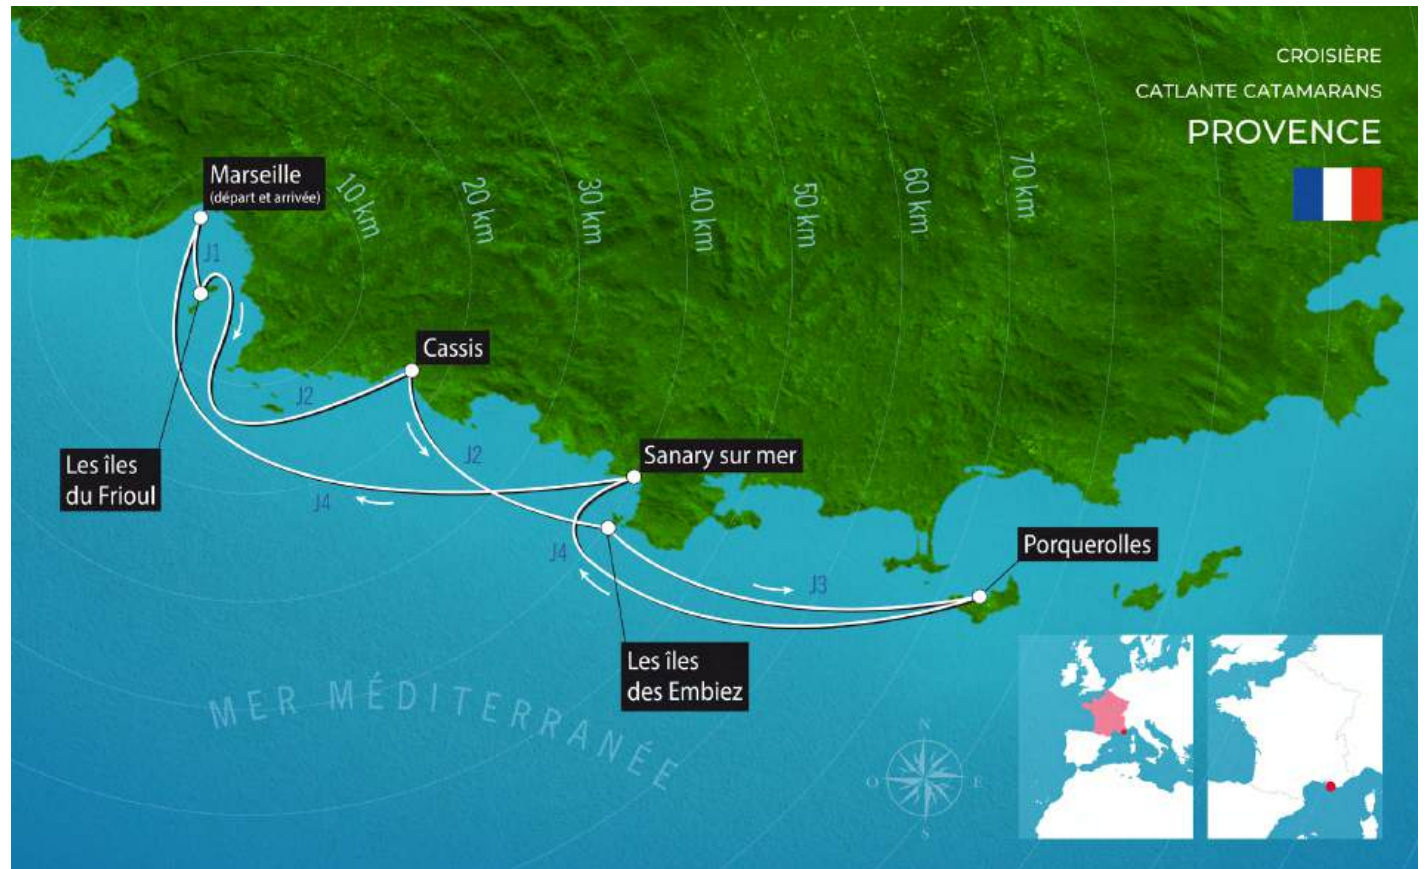 CROISIÈRE
CATLANTE CATAMARANS
PROVENCE
Marseille
(départ et arrivée)
10 km
20 km
30 km
40 km
50 km
60 km
70 km
J1
Cassis
J2
J2
Les îles
du Frioul
Sanary sur mer
J4
J4
Porquerolles
J3
Les îles
des Embiez
MER MÉDITERRANÉE
N
O
E
S